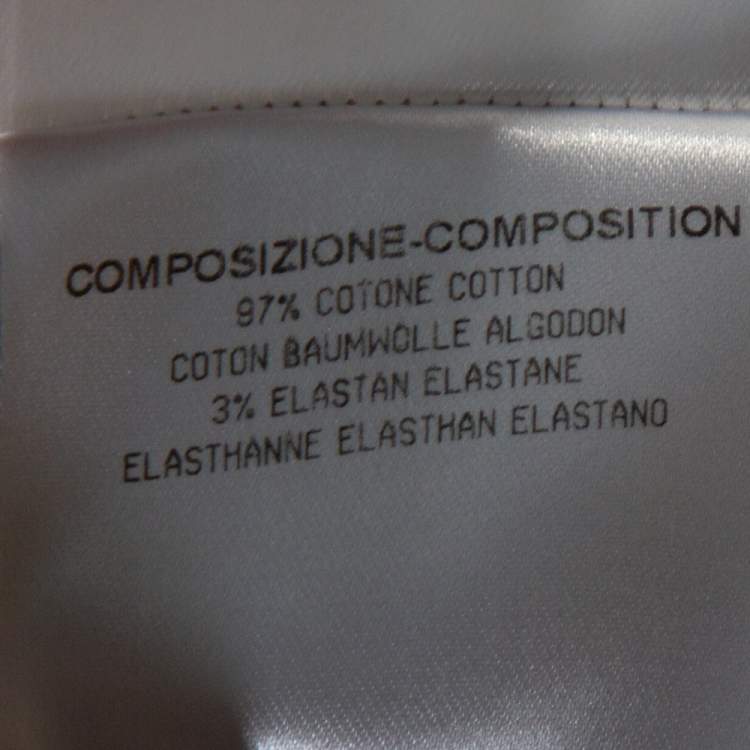 COMPOSIZIONE-COMPOSITION
97% COTONE COTTON
COTON BAUMWOLLE ALGODON
3% ELASTAN ELASTANE
ELASTHANNE ELASTHAN ELASTANO